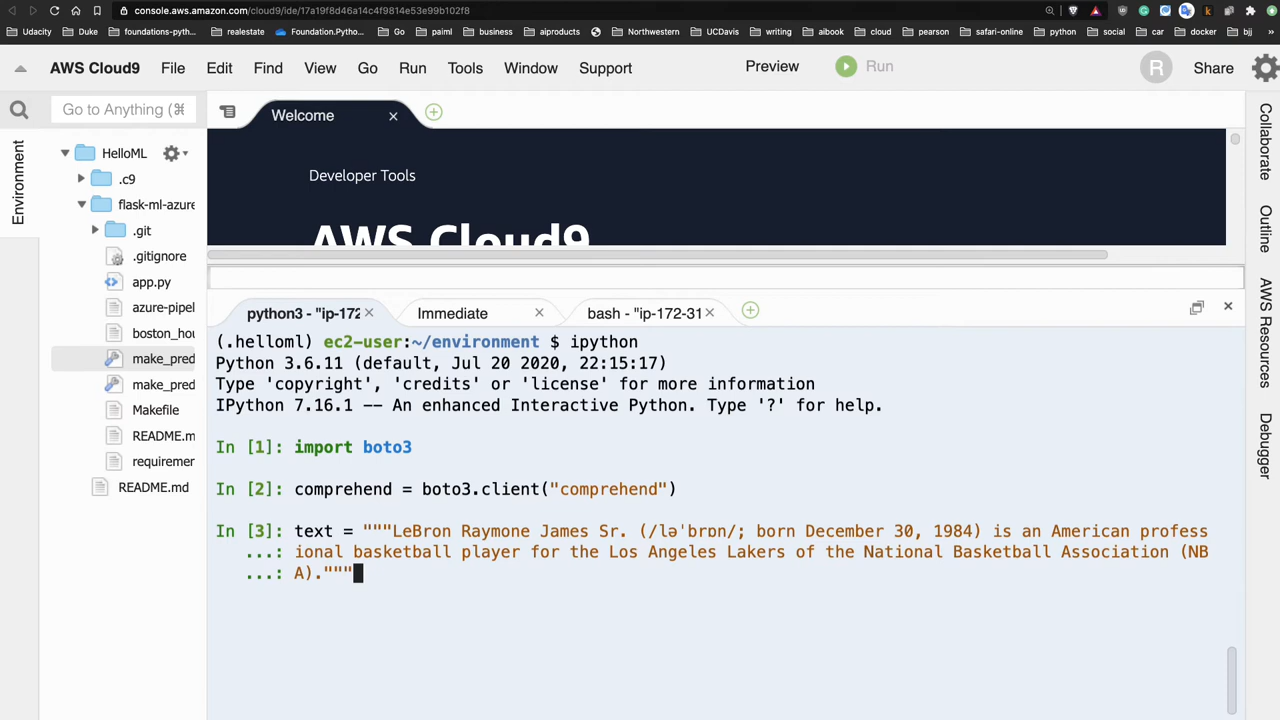 console.aws.amazon.com/cloud9/ide/17a19f8d46a14c4f9814e53e99b102f8
Udacity Duke foundations-pyth... realestate Foundation.Pytho... Go paiml business aiproducts Northwestern UCDavis writing aibook cloud pearson safari-online python social car docker bjj »
AWS Cloud9 File Edit Find View Go Run Tools Window Support Preview Run R Share
Go to Anything (⌘
Welcome
Environment
HelloML
.c9
flask-ml-azure
.git
.gitignore
app.py
azure-pipel
boston_hou
make_pred
make_pred
Makefile
README.m
requiremen
README.md
Developer Tools
AWS Cloud9
python3 - "ip-172 Immediate bash - "ip-172-31
(.helloml) ec2-user:~/environment $ ipython
Python 3.6.11 (default, Jul 20 2020, 22:15:17)
Type 'copyright', 'credits' or 'license' for more information
IPython 7.16.1 -- An enhanced Interactive Python. Type '?' for help.
In [1]: import boto3
In [2]: comprehend = boto3.client("comprehend")
In [3]: text = """LeBron Raymone James Sr. (/ləˈbrɒn/; born December 30, 1984) is an American profess
...: ional basketball player for the Los Angeles Lakers of the National Basketball Association (NB
...: A)."""
Collaborate
Outline
AWS Resources
Debugger